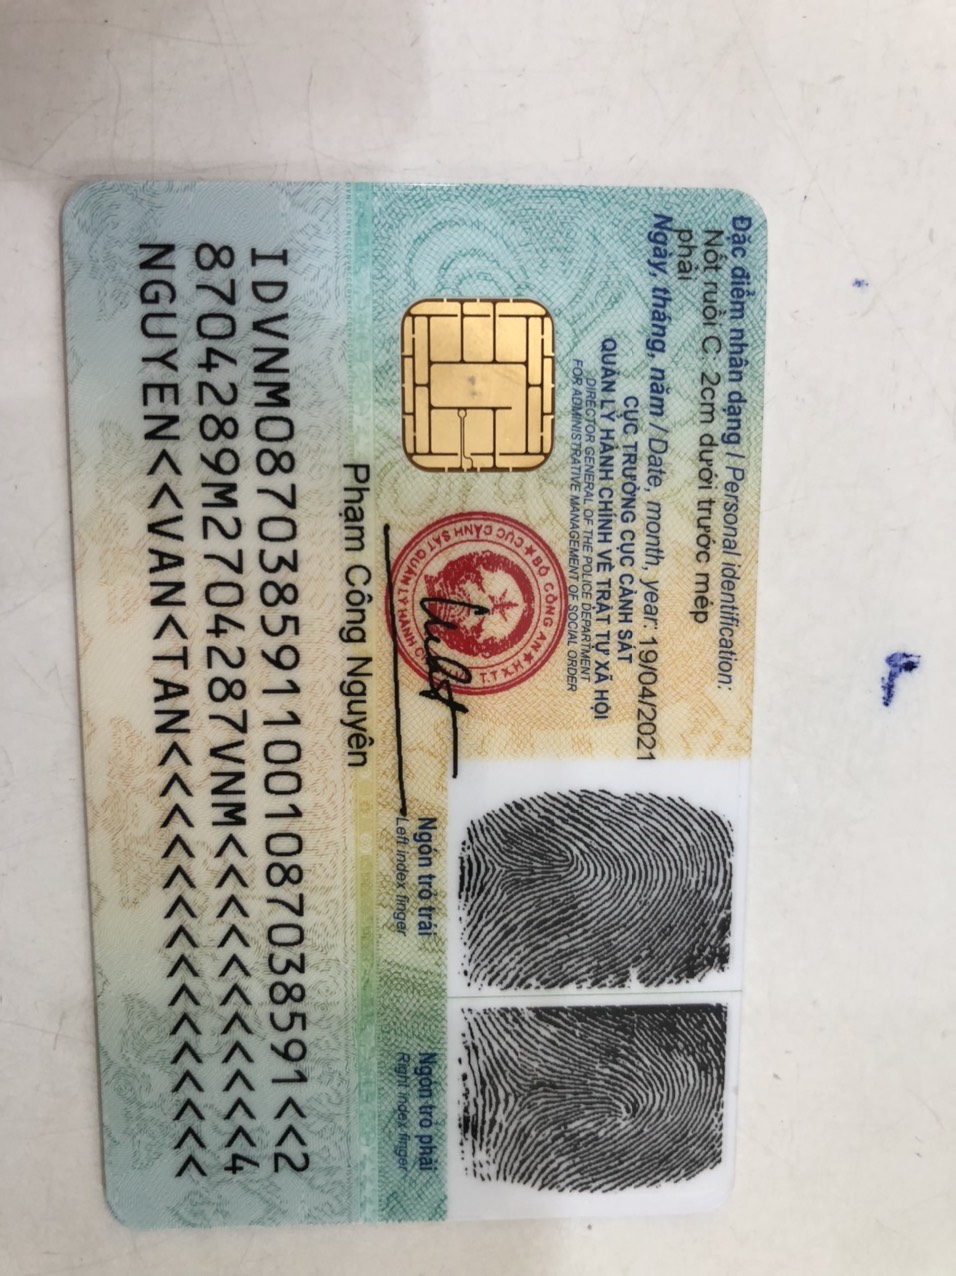 Đặc điểm nhân dạng / Personal identification:
Nốt ruồi C: 2cm dưới trước mép
phải
Ngày, tháng, năm / Date, month, year: 19/04/2021
CỤC TRƯỞNG CỤC CẢNH SÁT
QUẢN LÝ HÀNH CHÍNH VỀ TRẬT TỰ XÃ HỘI
DIRECTOR GENERAL OF THE POLICE DEPARTMENT
FOR ADMINISTRATIVE MANAGEMENT OF SOCIAL ORDER
BỘ CÔNG AN
CỤC CẢNH SÁT QUẢN LÝ HÀNH C
T.T.X.H
Phạm Công Nguyên
Ngón trỏ trái
Left index finger
Ngón trỏ phải
Right index finger
IDVNM0870385911001087038591<<2
8704289M2704287VNM<<<<<<<<<<<4
NGUYEN<<VAN<TAN<<<<<<<<<<<<<<<